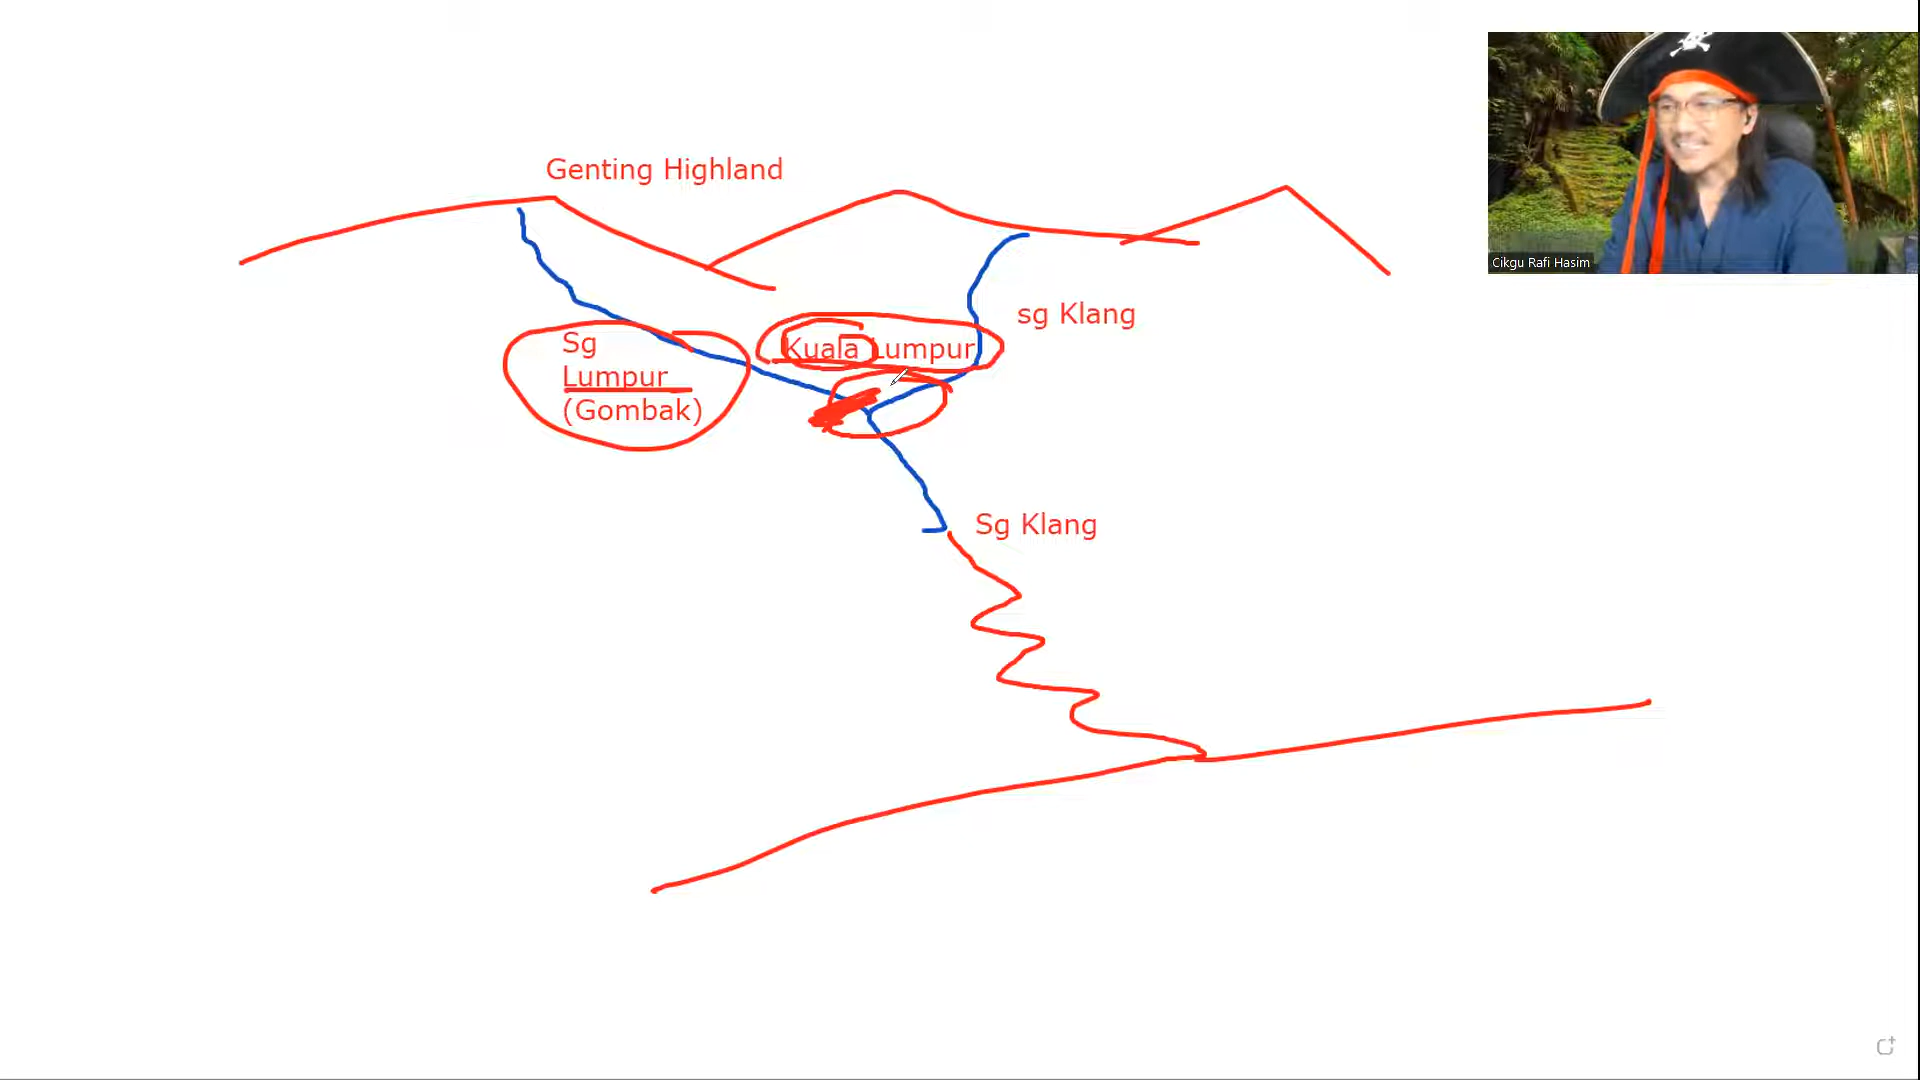 Genting Highland
sg Klang
Kuala Lumpur
Sg
Lumpur
(Gombak)
Sg Klang
Cikgu Rafi Hasim